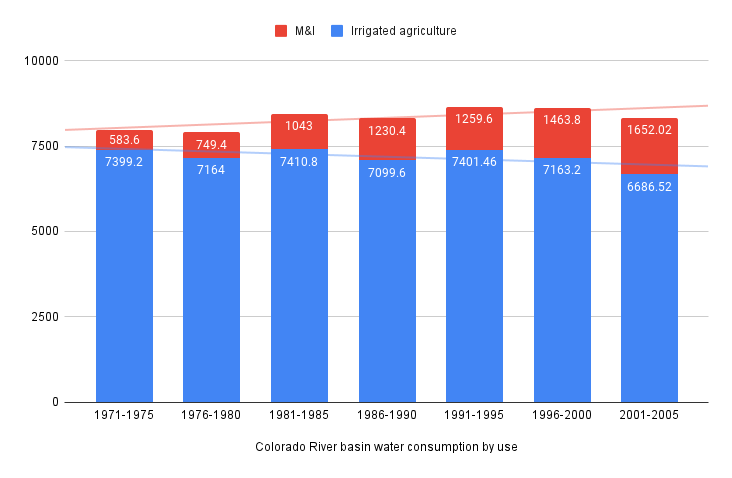 M&I Irrigated agriculture
10000
7500
5000
2500
0
583.6 749.4 1043 1230.4 1259.6 1463.8 1652.02
7399.2 7164 7410.8 7099.6 7401.46 7163.2 6686.52
1971-1975 1976-1980 1981-1985 1986-1990 1991-1995 1996-2000 2001-2005
Colorado River basin water consumption by use